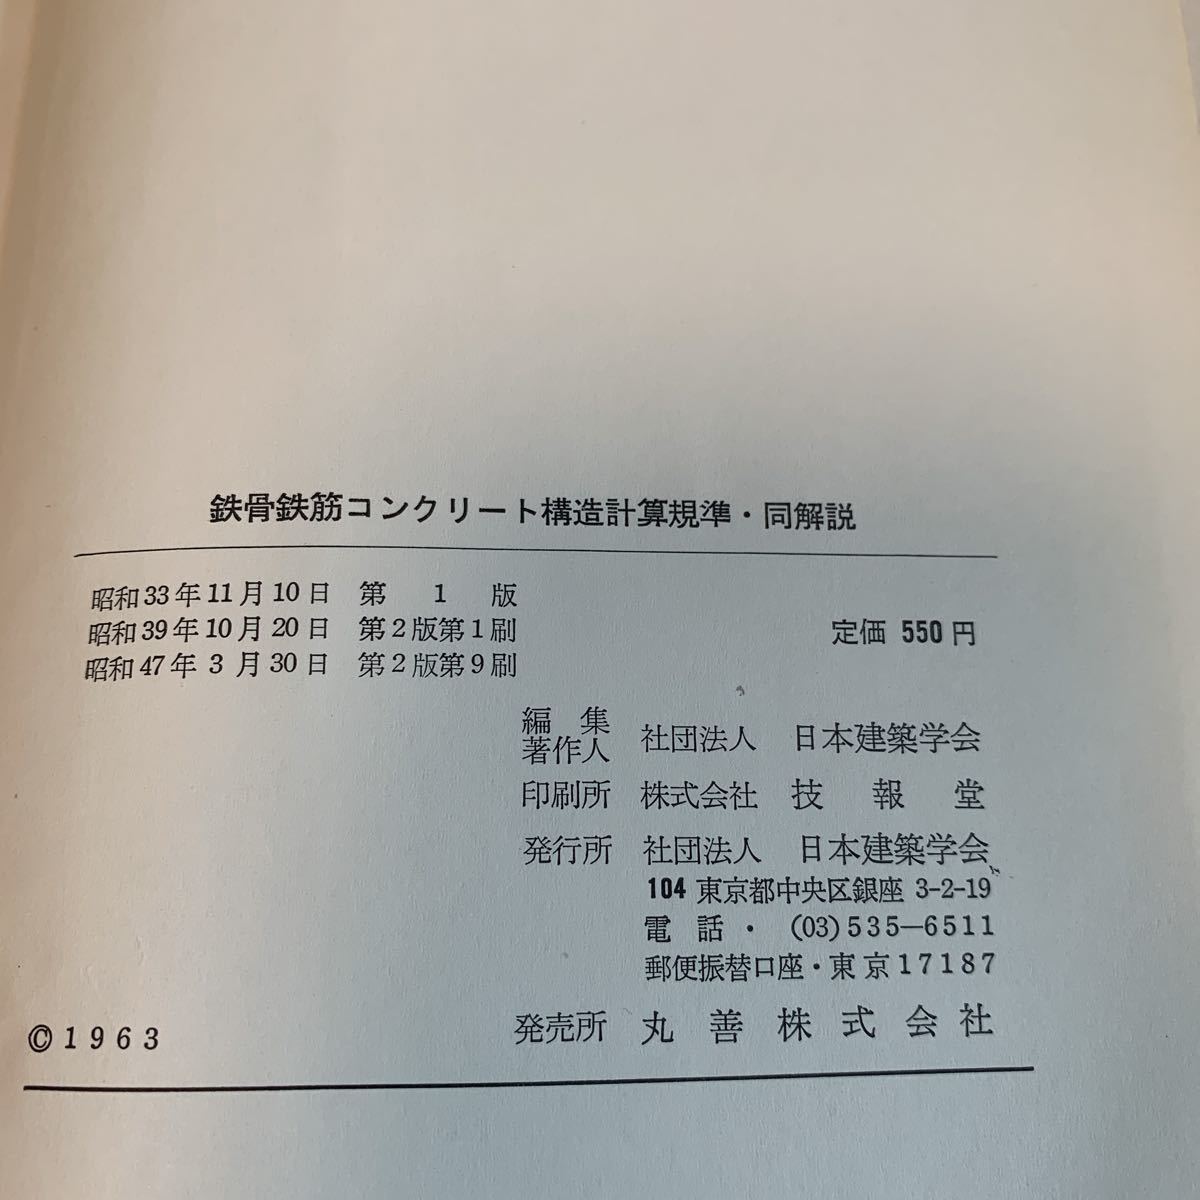 鉄骨鉄筋コンクリート構造計算規準・同解説
昭和33年11月10日 第1版
昭和39年10月20日 第2版第1刷
昭和47年3月30日 第2版第9刷
定価 550円
編集
著作人 社団法人 日本建築学会
印刷所 株式会社 技報堂
発行所 社団法人 日本建築学会
104 東京都中央区銀座 3-2-19
電話・(03)535―6511
郵便振替口座・東京17187
発売所 丸善株式会社
©1963